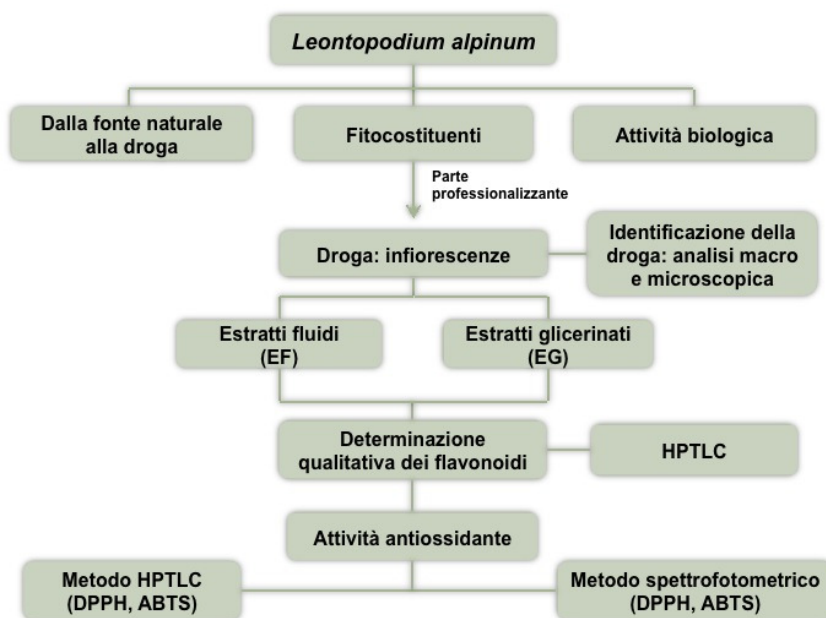 Leontopodium alpinum
Dalla fonte naturale
alla droga
Fitocostituenti
Attività biologica
Parte
professionalizzante
Droga: infiorescenze
Identificazione della
droga: analisi macro
e microscopica
Estratti fluidi
(EF)
Estratti glicerinati
(EG)
Determinazione
qualitativa dei flavonoidi
HPTLC
Attività antiossidante
Metodo HPTLC
(DPPH, ABTS)
Metodo spettrofotometrico
(DPPH, ABTS)